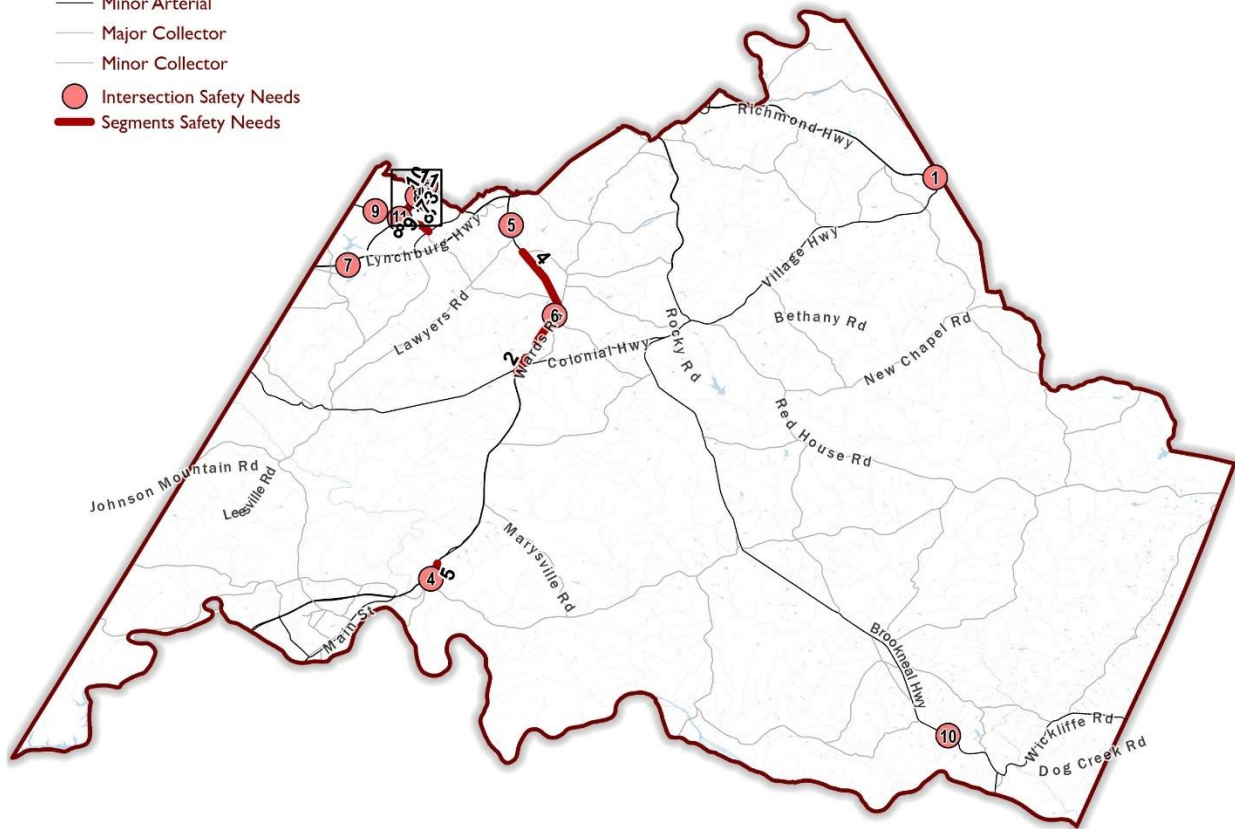 Minor Arterial
Major Collector
Minor Collector
Intersection Safety Needs
Segments Safety Needs
Richmond Hwy
1
9
11
8
9
5
7
Lynchburg Hwy
4
Village Hwy
6
Lawyers Rd
Wards Rd
2
Colonial Hwy
Rocky Rd
Bethany Rd
New Chapel Rd
Red House Rd
Johnson Mountain Rd
Leesville Rd
Marysville Rd
4
5
Main St
Brookneal Hwy
10
Wickliffe Rd
Dog Creek Rd